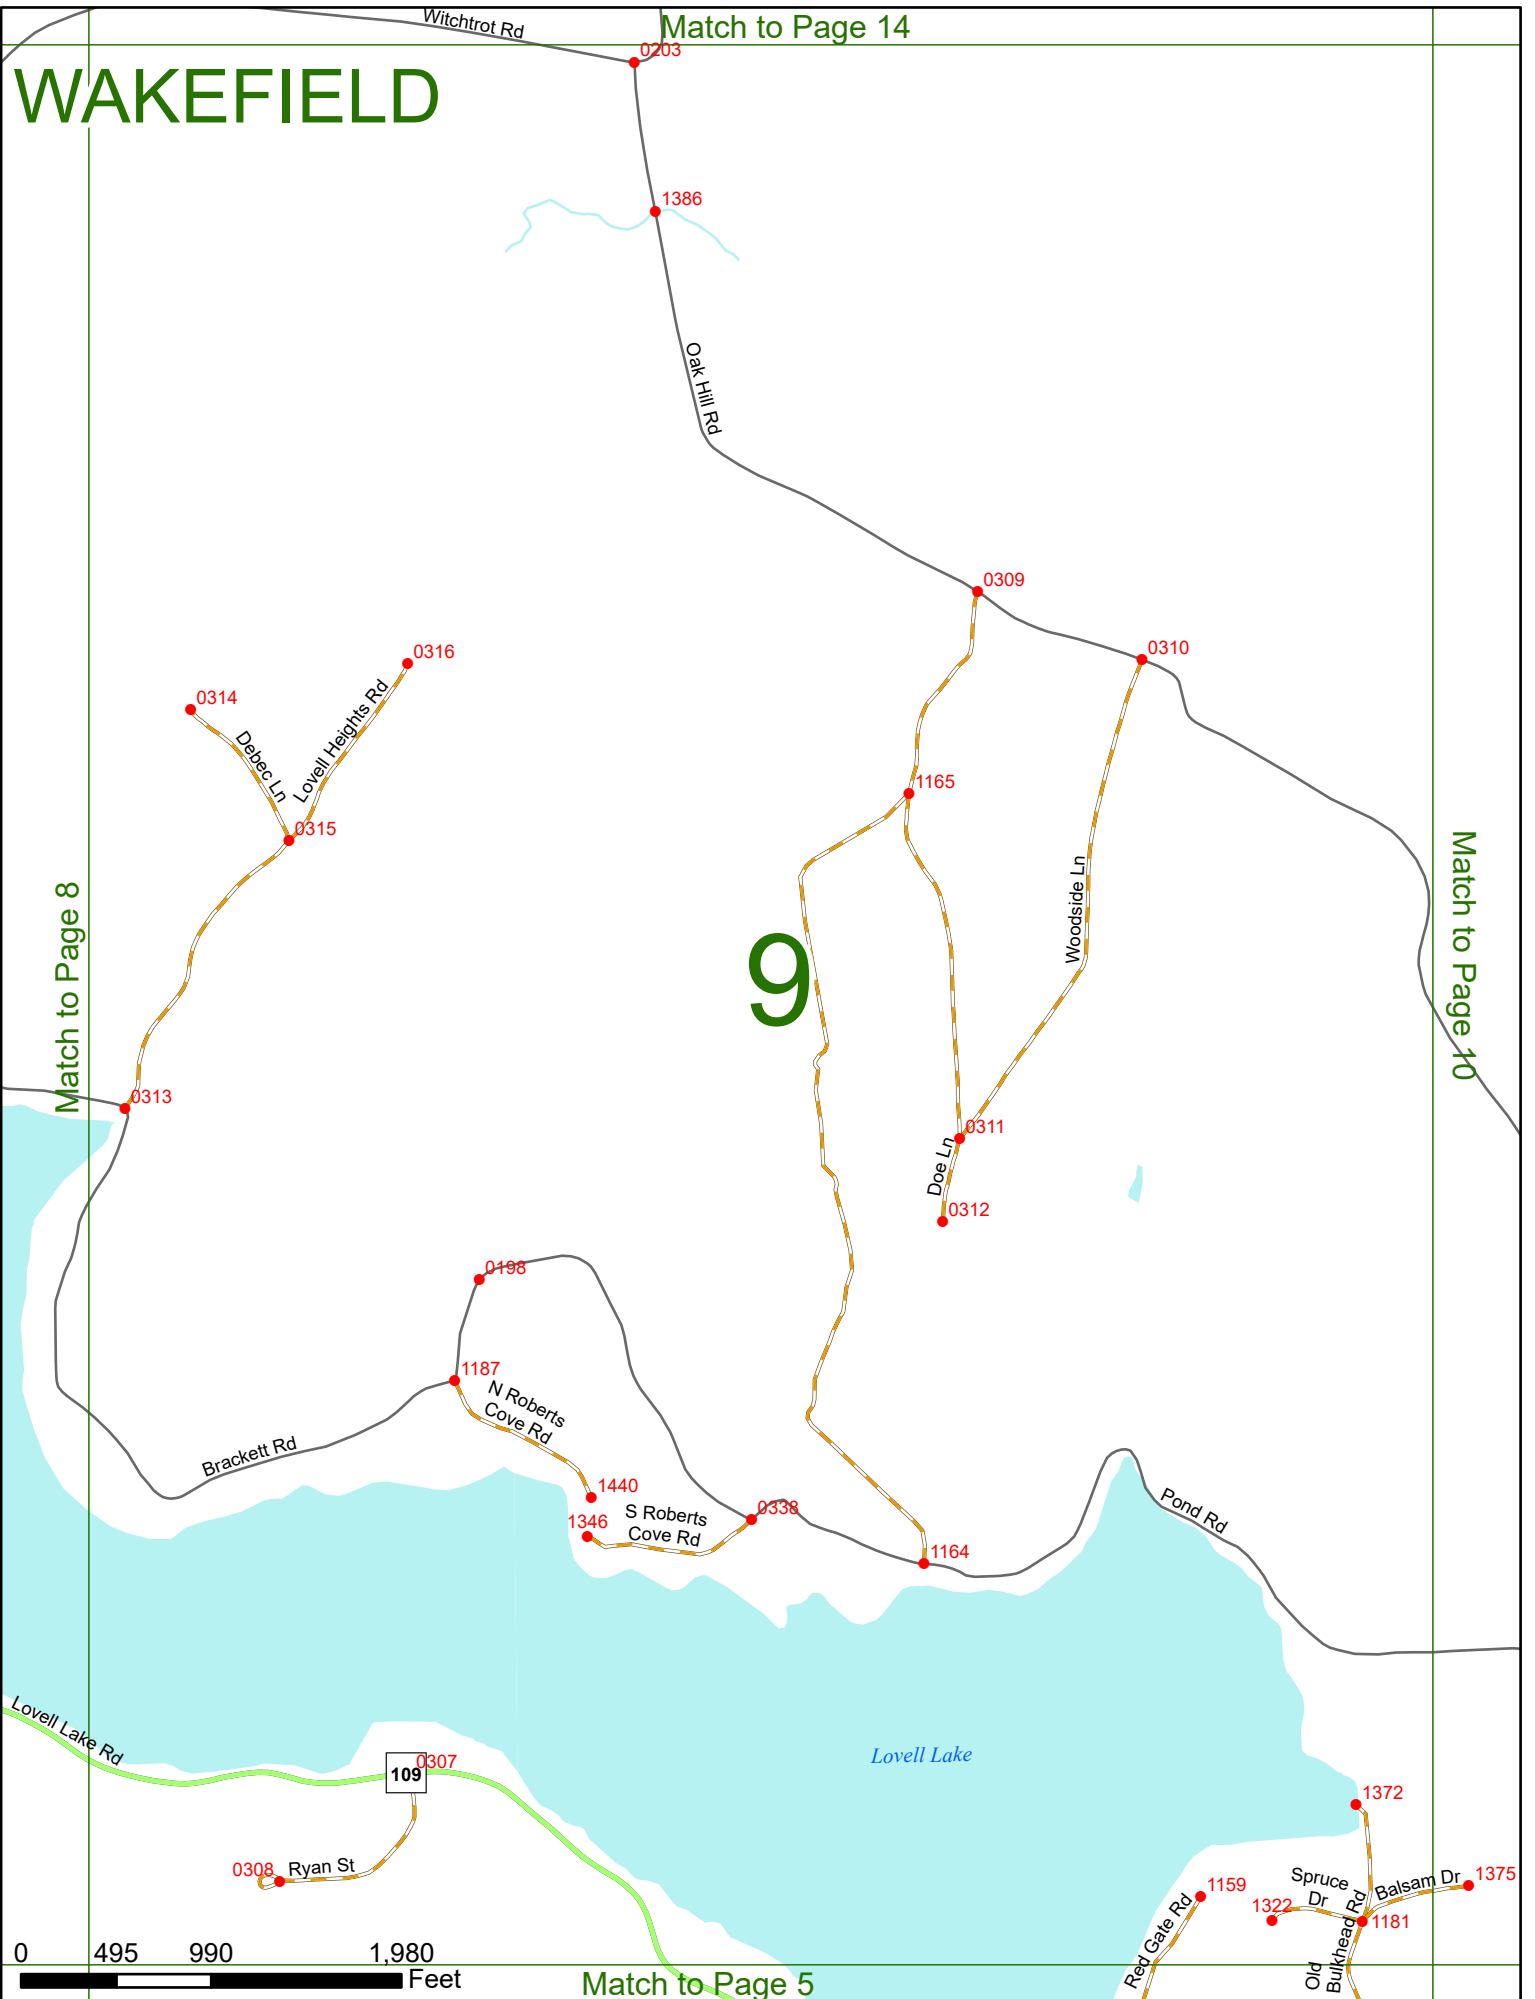 Witchtrot Rd
Match to Page 14
0203
WAKEFIELD
1386
Oak Hill Rd
0309
0310
0316
0314
Debec Ln
Lovell Heights Rd
0315
1165
Woodside Ln
Match to Page 8
9
Match to Page 10
0313
0311
Doe Ln
0312
0198
1187
N Roberts
Cove Rd
Brackett Rd
1440
1346
S Roberts
Cove Rd
0338
1164
Pond Rd
Lovell Lake Rd
109
0307
Lovell Lake
0308
Ryan St
1372
1375
Balsam Dr
Spruce
Dr
1322
1181
1159
Red Gate Rd
Old
Bulkhead Rd
0 495 990 1,980
Feet
Match to Page 5